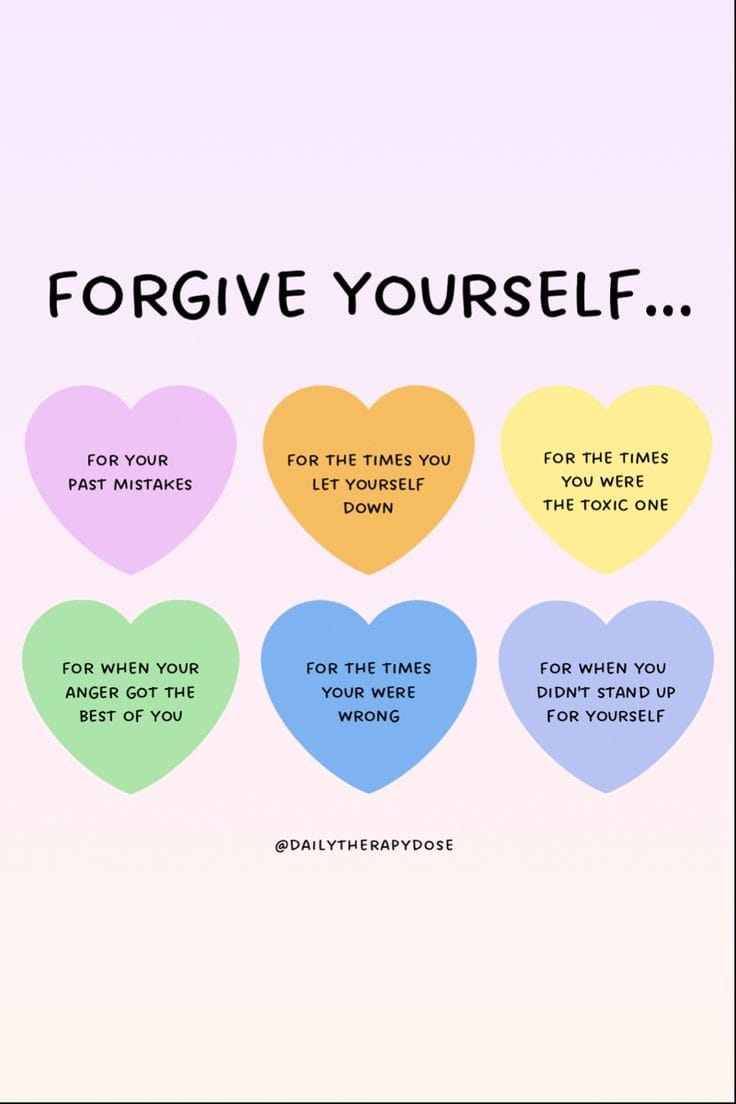 FORGIVE YOURSELF...
FOR YOUR
PAST MISTAKES
FOR THE TIMES YOU
LET YOURSELF
DOWN
FOR THE TIMES
YOU WERE
THE TOXIC ONE
FOR WHEN YOUR
ANGER GOT THE
BEST OF YOU
FOR THE TIMES
YOUR WERE
WRONG
FOR WHEN YOU
DIDN'T STAND UP
FOR YOURSELF
@DAILYTHERAPYDOSE